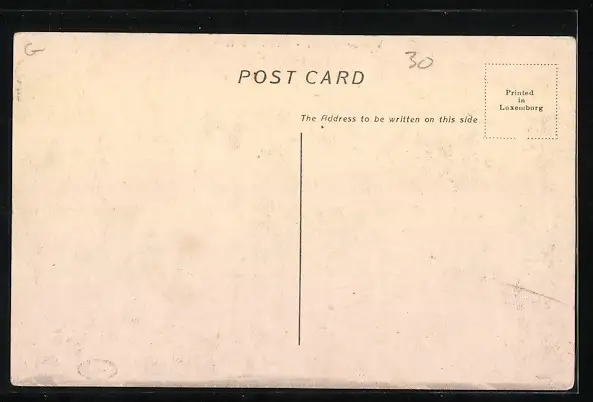 G
30
POST CARD
Printed
in
Luxemburg
The Address to be written on this side